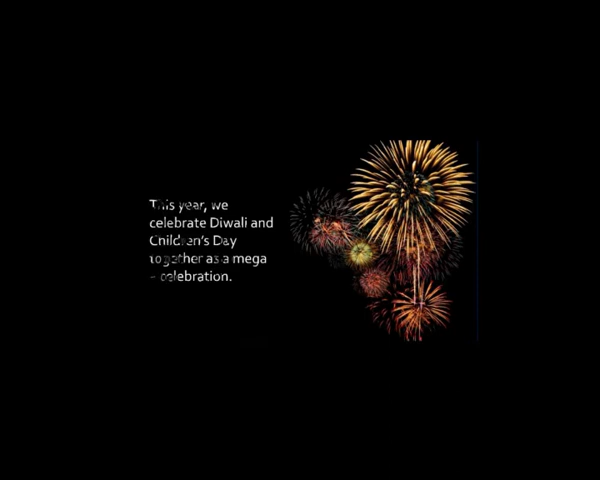 This year, we
celebrate Diwali and
Children's Day
together as a mega
– celebration.